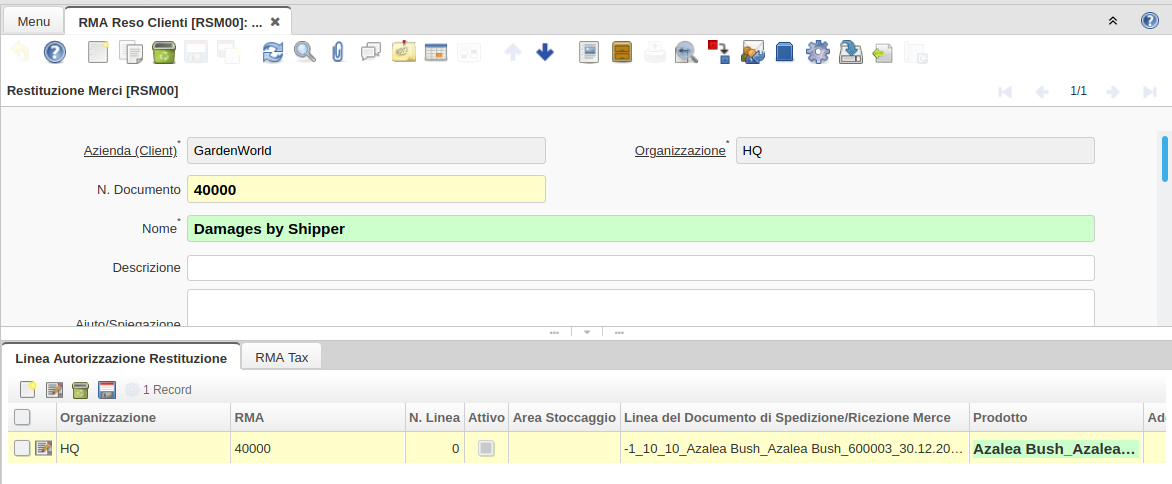 Menu
RMA Reso Clienti [RSM00]: ...
Restituzione Merci [RSM00]
1/1
Azienda (Client)* GardenWorld
Organizzazione* HQ
N. Documento 40000
Nome* Damages by Shipper
Descrizione
Aiuto/Spiegazione
Linea Autorizzazione Restituzione
RMA Tax
1 Record
Organizzazione RMA N. Linea Attivo Area Stoccaggio Linea del Documento di Spedizione/Ricezione Merce Prodotto
HQ 40000 0 -1_10_10_Azalea Bush_Azalea Bush_600003_30.12.20... Azalea Bush_Azalea...